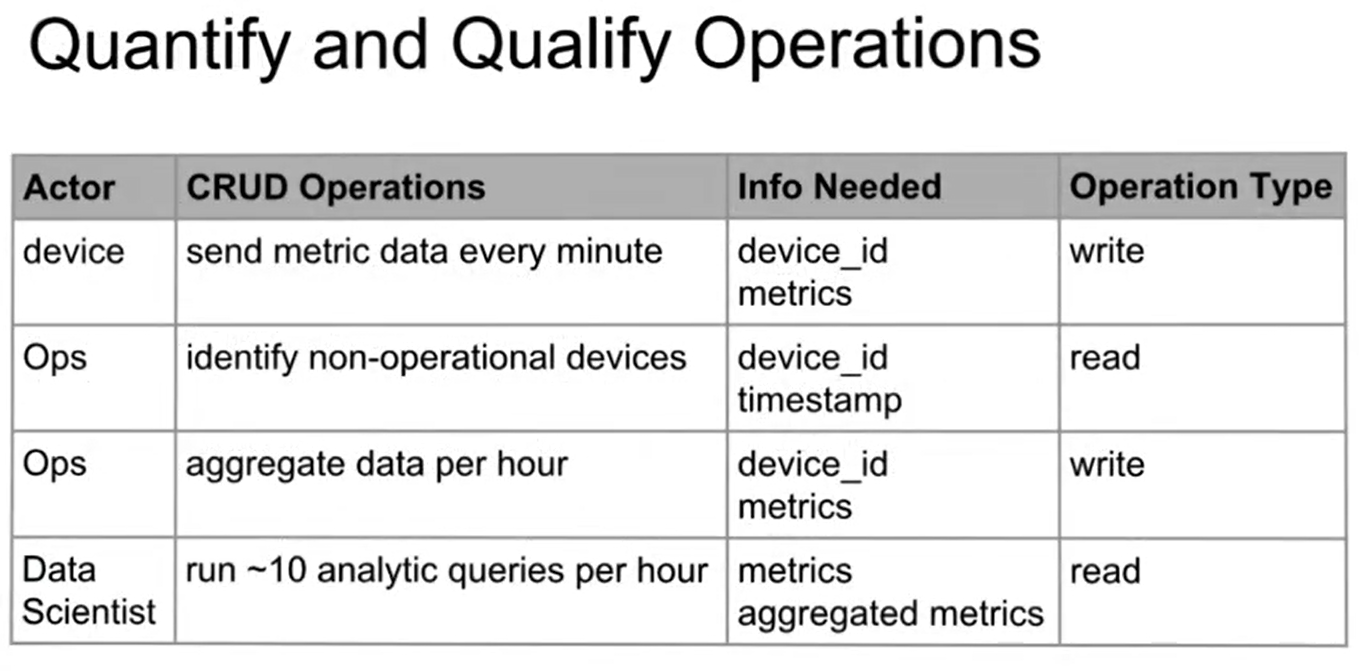 Quantify and Qualify Operations
Actor CRUD Operations Info Needed Operation Type
device send metric data every minute device_id write
metrics
Ops identify non-operational devices device_id read
timestamp
Ops aggregate data per hour device_id write
metrics
Data run ~10 analytic queries per hour metrics read
Scientist aggregated metrics